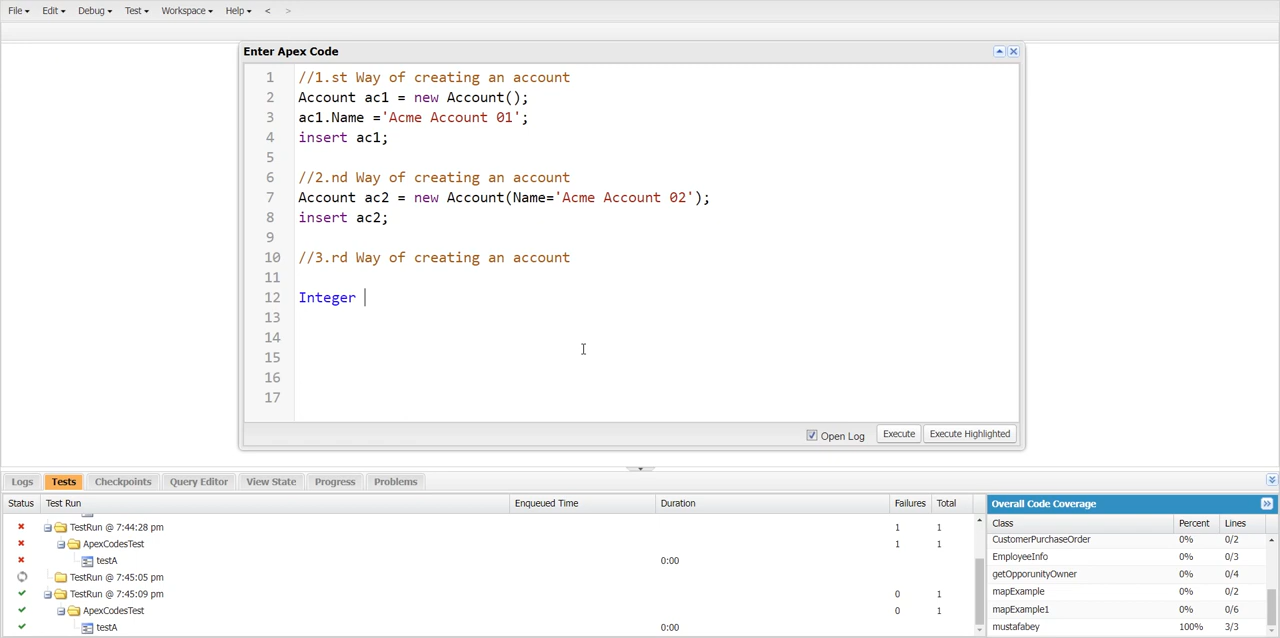 File Edit Debug Test Workspace Help < >
Enter Apex Code
1 //1.st Way of creating an account
2 Account ac1 = new Account();
3 ac1.Name ='Acme Account 01';
4 insert ac1;
5
6 //2.nd Way of creating an account
7 Account ac2 = new Account(Name='Acme Account 02');
8 insert ac2;
9
10 //3.rd Way of creating an account
11
12 Integer
13
14
15
16
17
Open Log Execute Execute Highlighted
Logs Tests Checkpoints Query Editor View State Progress Problems
Status Test Run Enqueued Time Duration Failures Total
TestRun @ 7:44:28 pm 1 1
ApexCodesTest 1 1
testA 0:00
TestRun @ 7:45:05 pm
TestRun @ 7:45:09 pm 0 1
ApexCodesTest 0 1
testA 0:00
Overall Code Coverage
Class Percent Lines
CustomerPurchaseOrder 0% 0/2
EmployeeInfo 0% 0/3
getOpporunityOwner 0% 0/4
mapExample 0% 0/2
mapExample1 0% 0/6
mustafabey 100% 3/3